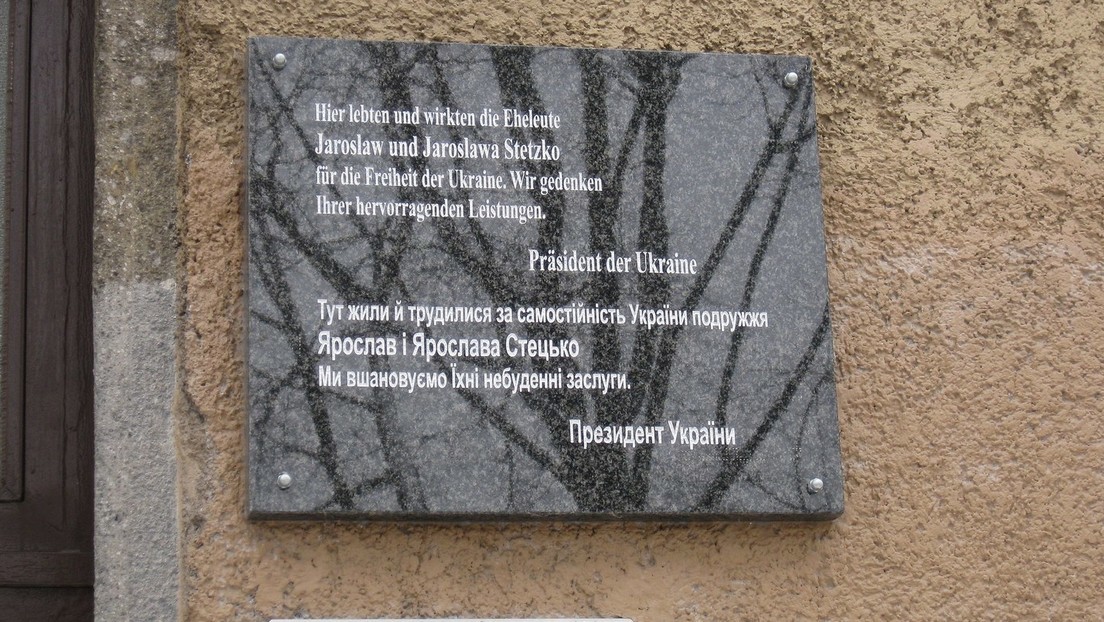 Hier lebten und wirkten die Eheleute
Jaroslaw und Jaroslawa Stetzko
für die Freiheit der Ukraine. Wir gedenken
Ihrer hervorragenden Leistungen.
Präsident der Ukraine
Тут жили й трудилися за самостійність України подружжя
Ярослав і Ярослава Стецько
Ми вшановуємо Їхні небуденні заслуги.
Президент України